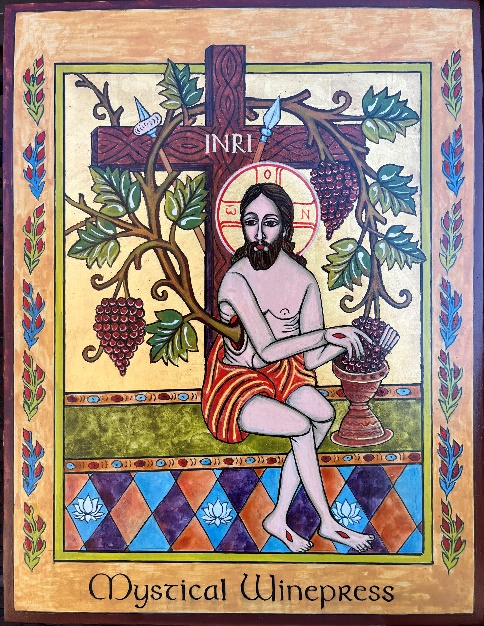 INRI
ω Ο Ν
Mystical Winepress